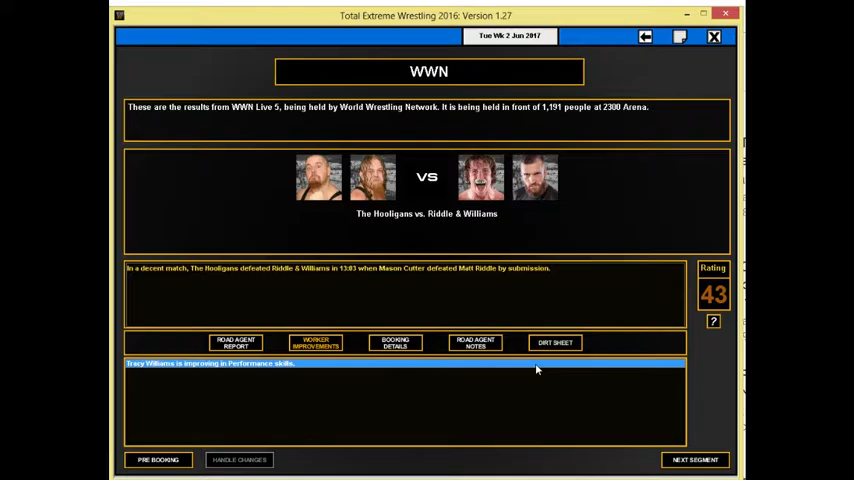 Total Extreme Wrestling 2016: Version 1.27
Tue Wk 2 Jun 2017
WWN
These are the results from WWN Live 5, being held by World Wrestling Network. It is being held in front of 1,191 people at 2300 Arena.
VS
The Hooligans vs. Riddle & Williams
In a decent match, The Hooligans defeated Riddle & Williams in 13:03 when Mason Cutter defeated Matt Riddle by submission.
Rating
43
?
ROAD AGENT REPORT
WORKER IMPROVEMENTS
BOOKING DETAILS
ROAD AGENT NOTES
DIRT SHEET
Tracy Williams is improving in Performance skills.
PRE BOOKING
HANDLE CHANGES
NEXT SEGMENT